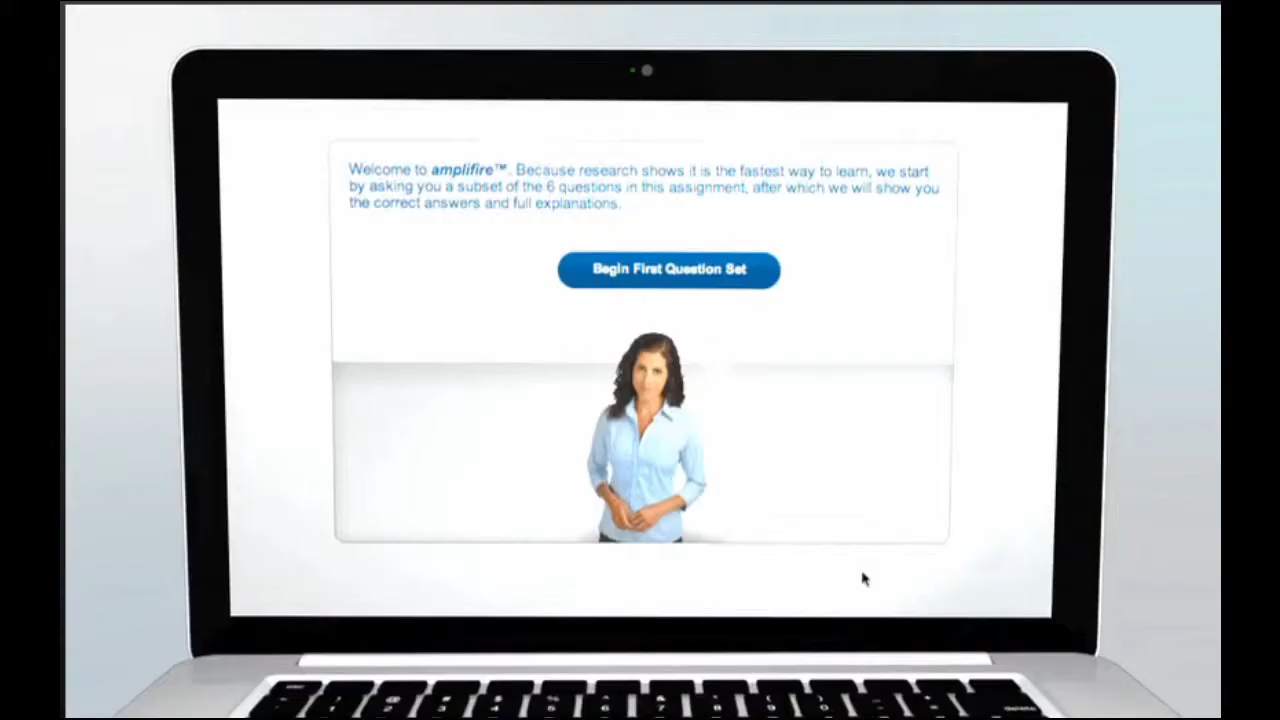 Welcome to amplifire™. Because research shows it is the fastest way to learn, we start
by asking you a subset of the 6 questions in this assignment, after which we will show you
the correct answers and full explanations.
Begin First Question Set
delete